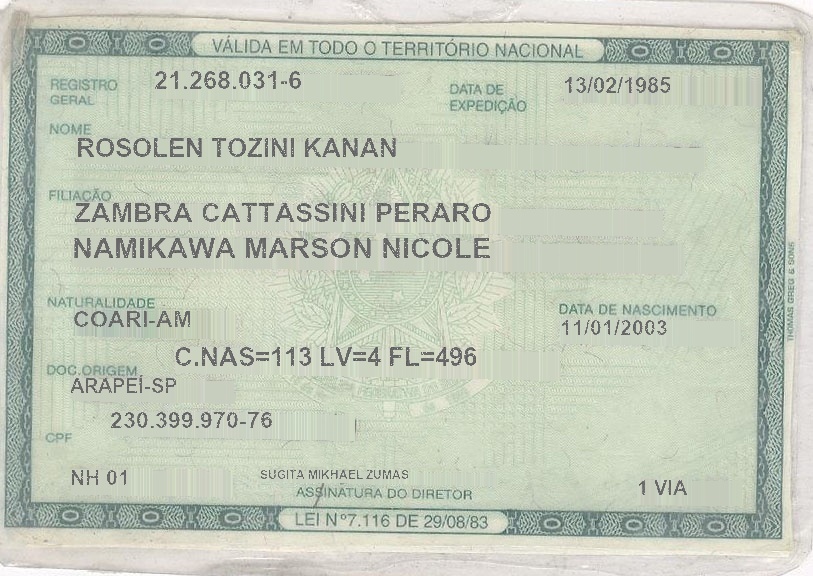 VÁLIDA EM TODO O TERRITÓRIO NACIONAL
REGISTRO GERAL 21.268.031-6 DATA DE EXPEDIÇÃO 13/02/1985
NOME
ROSOLEN TOZINI KANAN
FILIAÇÃO
ZAMBRA CATTASSINI PERARO
NAMIKAWA MARSON NICOLE
NATURALIDADE DATA DE NASCIMENTO
COARI-AM 11/01/2003
C.NAS=113 LV=4 FL=496
DOC.ORIGEM
ARAPEÍ-SP
230.399.970-76
CPF
NH 01 SUGITA MIKHAEL ZUMAS 1 VIA
ASSINATURA DO DIRETOR
LEI Nº7.116 DE 29/08/83
THOMAS GREG & SONS